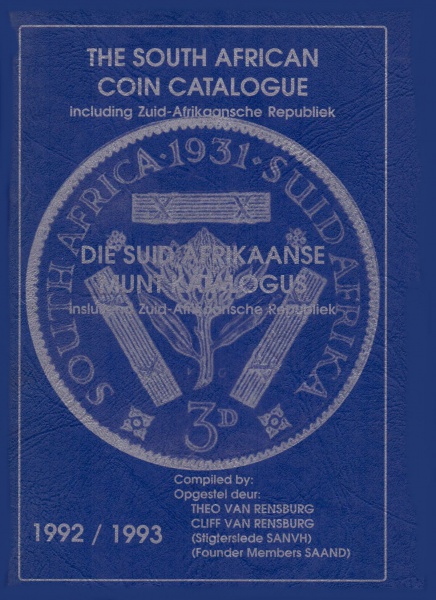 THE SOUTH AFRICAN
COIN CATALOGUE
including Zuid-Afrikaansche Republiek
SOUTH AFRICA · 1931 · SUID AFRIKA
DIE SUID AFRIKAANSE
MUNT KATALOGUS
insluitend Zuid-Afrikaansche Republiek
3D
Compiled by:
Opgestel deur:
THEO VAN RENSBURG
CLIFF VAN RENSBURG
(Stigterslede SANVH)
(Founder Members SAAND)
1992 / 1993